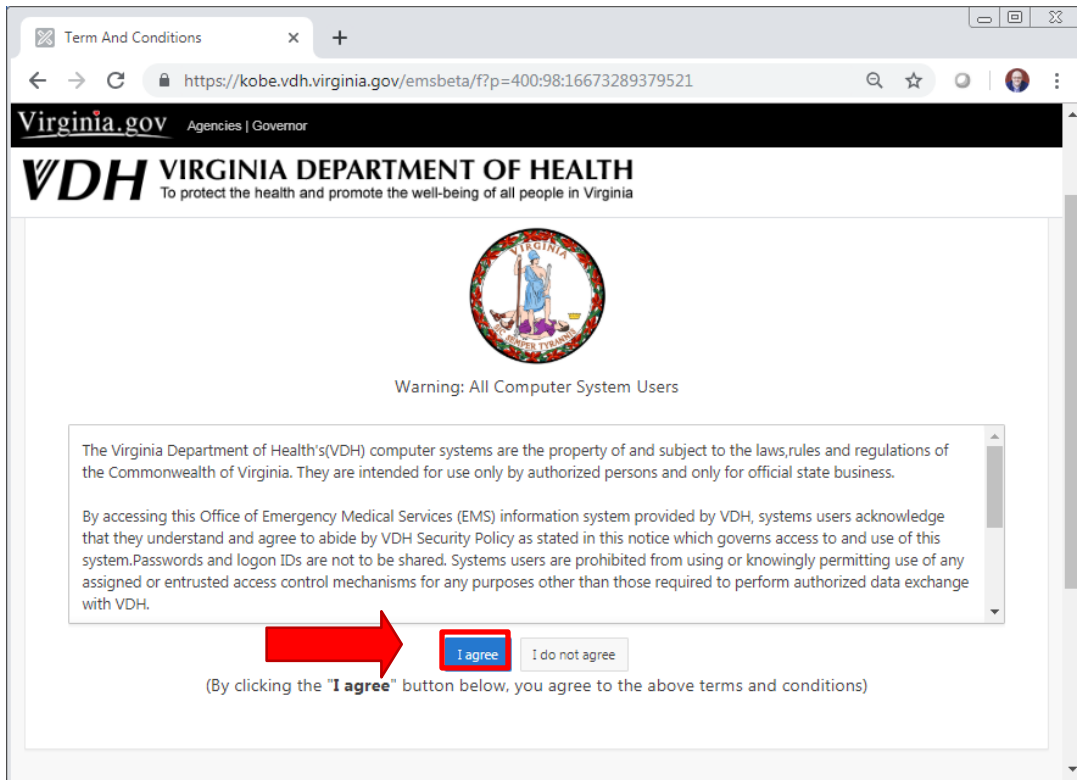 Term And Conditions
https://kobe.vdh.virginia.gov/emsbeta/f?p=400:98:16673289379521
Virginia.gov Agencies | Governor
VDH VIRGINIA DEPARTMENT OF HEALTH
To protect the health and promote the well-being of all people in Virginia
VIRGINIA
SIC SEMPER TYRANNIS
Warning: All Computer System Users
The Virginia Department of Health's(VDH) computer systems are the property of and subject to the laws,rules and regulations of
the Commonwealth of Virginia. They are intended for use only by authorized persons and only for official state business.
By accessing this Office of Emergency Medical Services (EMS) information system provided by VDH, systems users acknowledge
that they understand and agree to abide by VDH Security Policy as stated in this notice which governs access to and use of this
system.Passwords and logon IDs are not to be shared. Systems users are prohibited from using or knowingly permitting use of any
assigned or entrusted access control mechanisms for any purposes other than those required to perform authorized data exchange
with VDH.
I agree I do not agree
(By clicking the "I agree" button below, you agree to the above terms and conditions)